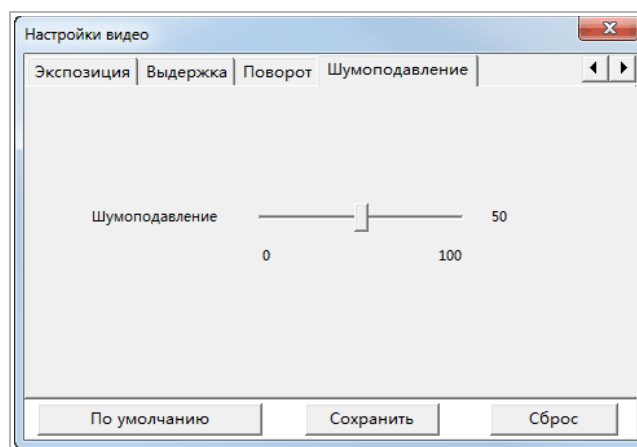 Настройки видео
Экспозиция Выдержка Поворот Шумоподавление
Шумоподавление 50
0 100
По умолчанию Сохранить Сброс